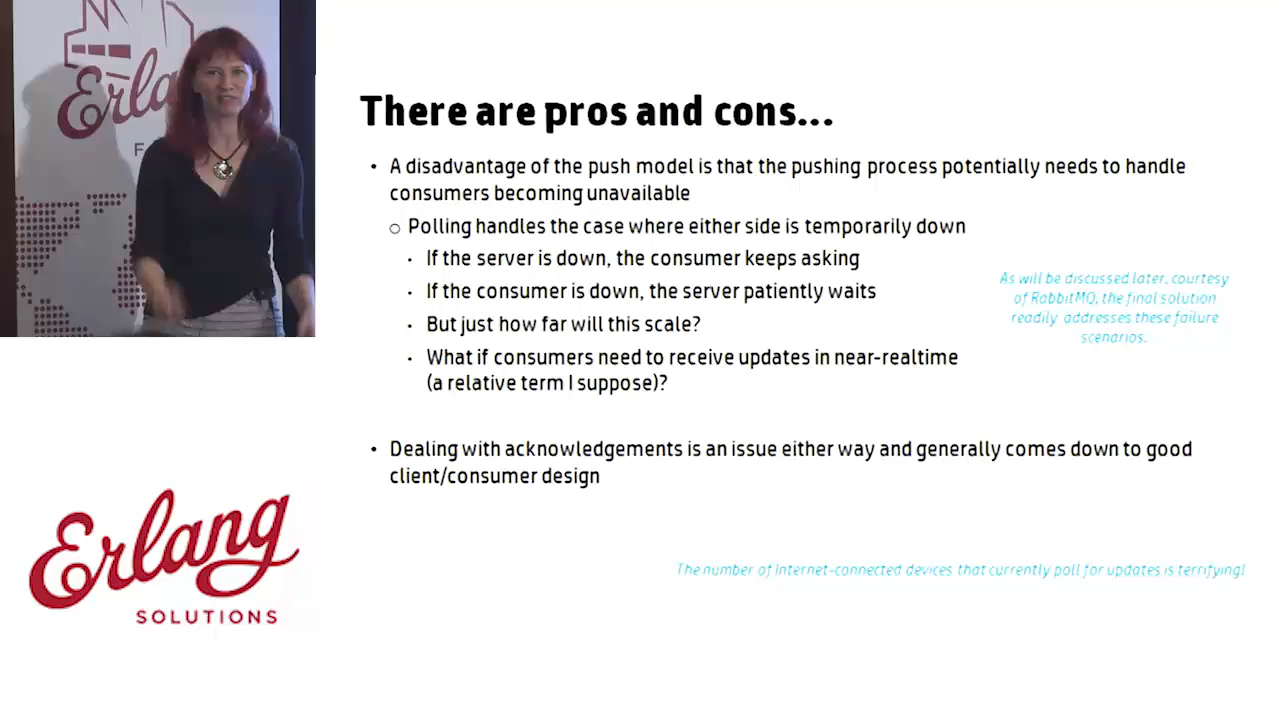 Erla
F
There are pros and cons...
• A disadvantage of the push model is that the pushing process potentially needs to handle
consumers becoming unavailable
o Polling handles the case where either side is temporarily down
• If the server is down, the consumer keeps asking
• If the consumer is down, the server patiently waits
• But just how far will this scale?
• What if consumers need to receive updates in near-realtime
(a relative term I suppose)?
As will be discussed later, courtesy
of RabbitMQ, the final solution
readily addresses these failure
scenarios.
• Dealing with acknowledgements is an issue either way and generally comes down to good
client/consumer design
The number of Internet-connected devices that currently poll for updates is terrifying!
Erlang
SOLUTIONS